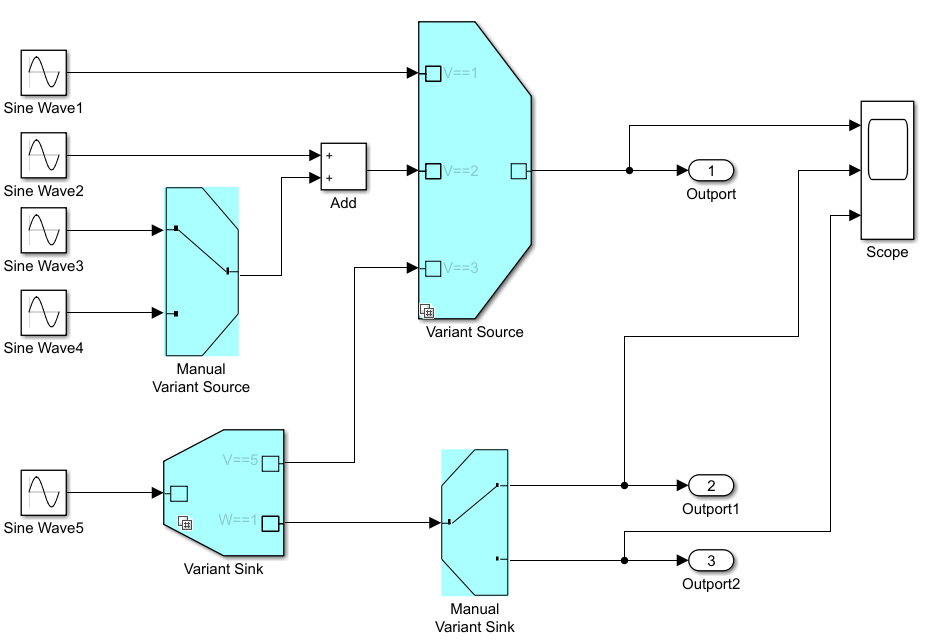 Sine Wave1
V==1
Sine Wave2
+
+
Add
V==2
1
Outport
Sine Wave3
Scope
V==3
Variant Source
Sine Wave4
Manual
Variant Source
V==5
Sine Wave5
W==1
Variant Sink
2
Outport1
3
Outport2
Manual
Variant Sink